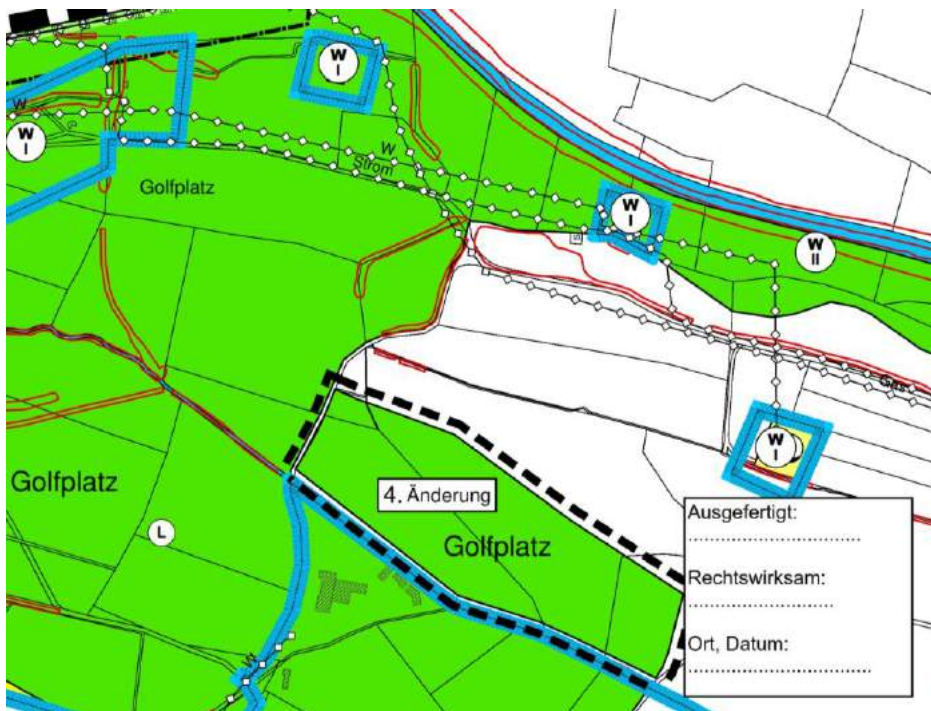 W
I
W
W
I
W
Strom
Golfplatz
W
I
W
II
Gas
W
I
Golfplatz
4. Änderung
L
Golfplatz
Ausgefertigt:
..............................
Rechtswirksam:
.........................
Ort, Datum:
...............................
W